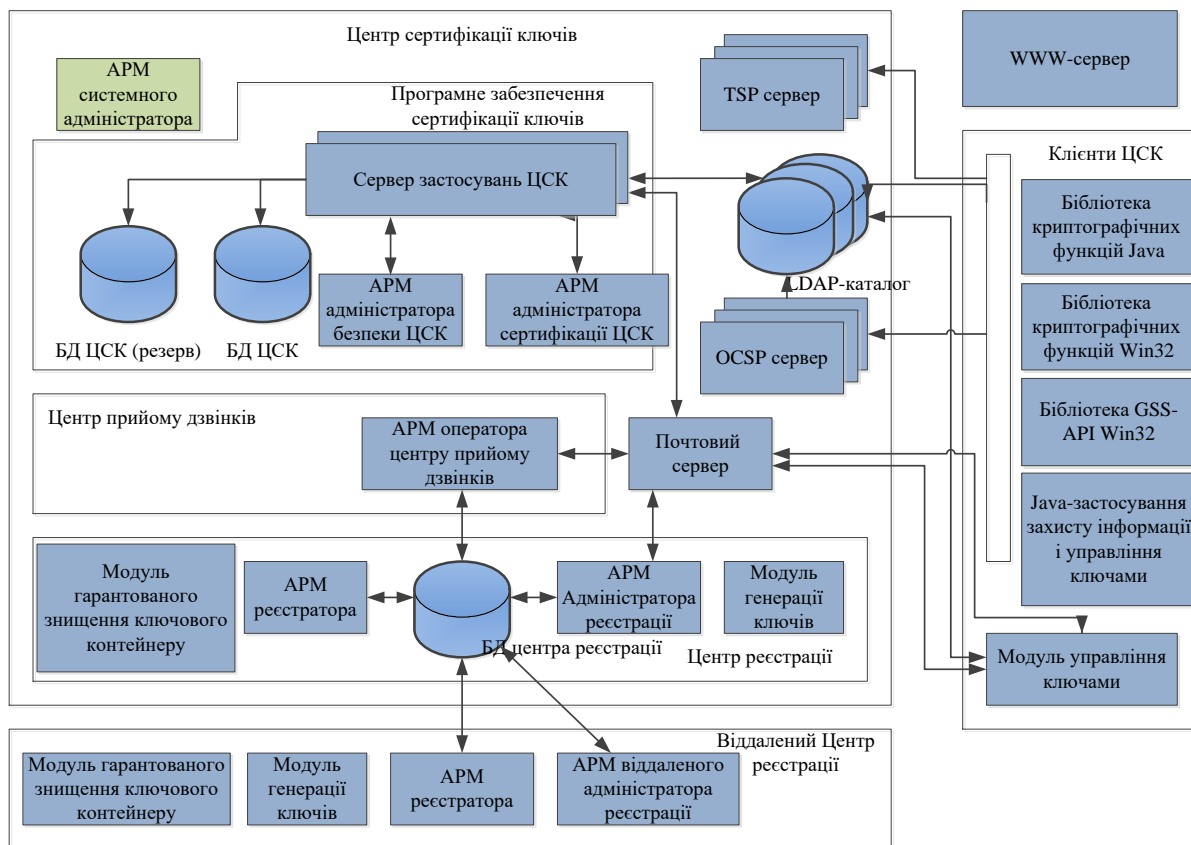 Центр сертифікації ключів
АРМ
системного
адміністратора
TSP сервер
WWW-сервер
Програмне забезпечення
сертифікації ключів
Сервер застосувань ЦСК
Клієнти ЦСК
Бібліотека
криптографічних
функцій Java
LDAP-каталог
БД ЦСК (резерв)
БД ЦСК
АРМ
адміністратора
безпеки ЦСК
АРМ
адміністратора
сертифікації ЦСК
OCSP сервер
Бібліотека
криптографічних
функцій Win32
Бібліотека GSS-
API Win32
Центр прийому дзвінків
АРМ оператора
центру прийому
дзвінків
Почтовий
сервер
Java-застосування
захисту інформації
і управління
ключами
Модуль
гарантованого
знищення ключового
контейнеру
АРМ
реєстратора
БД центра реєстрації
АРМ
Адміністратора
реєстрації
Модуль
генерації
ключів
Центр реєстрації
Модуль управління
ключами
Віддалений Центр
реєстрації
Модуль гарантованого
знищення ключового
контейнеру
Модуль
генерації
ключів
АРМ
реєстратора
АРМ віддаленого
адміністратора
реєстрації